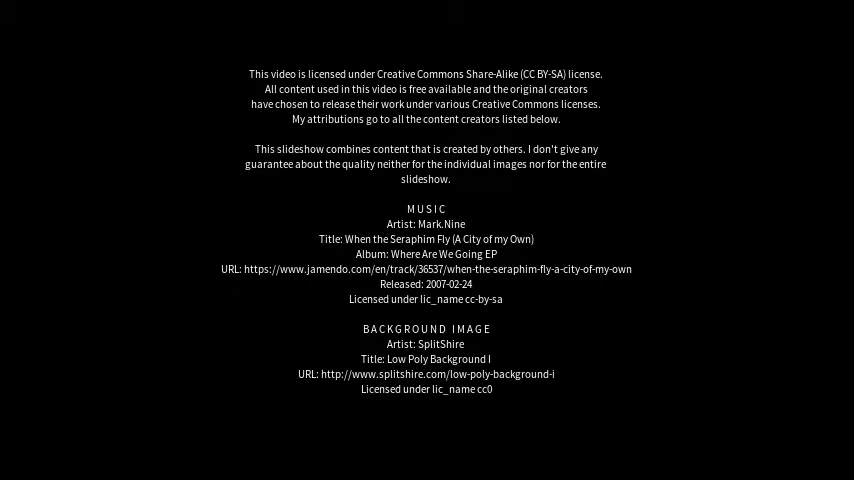 This video is licensed under Creative Commons Share-Alike (CC BY-SA) license.
All content used in this video is free available and the original creators
have chosen to release their work under various Creative Commons licenses.
My attributions go to all the content creators listed below.
This slideshow combines content that is created by others. I don't give any
guarantee about the quality neither for the individual images nor for the entire
slideshow.
MUSIC
Artist: Mark.Nine
Title: When the Seraphim Fly (A City of my Own)
Album: Where Are We Going EP
URL: https://www.jamendo.com/en/track/36537/when-the-seraphim-fly-a-city-of-my-own
Released: 2007-02-24
Licensed under lic_name cc-by-sa
BACKGROUND IMAGE
Artist: SplitShire
Title: Low Poly Background I
URL: http://www.splitshire.com/low-poly-background-i
Licensed under lic_name cc0